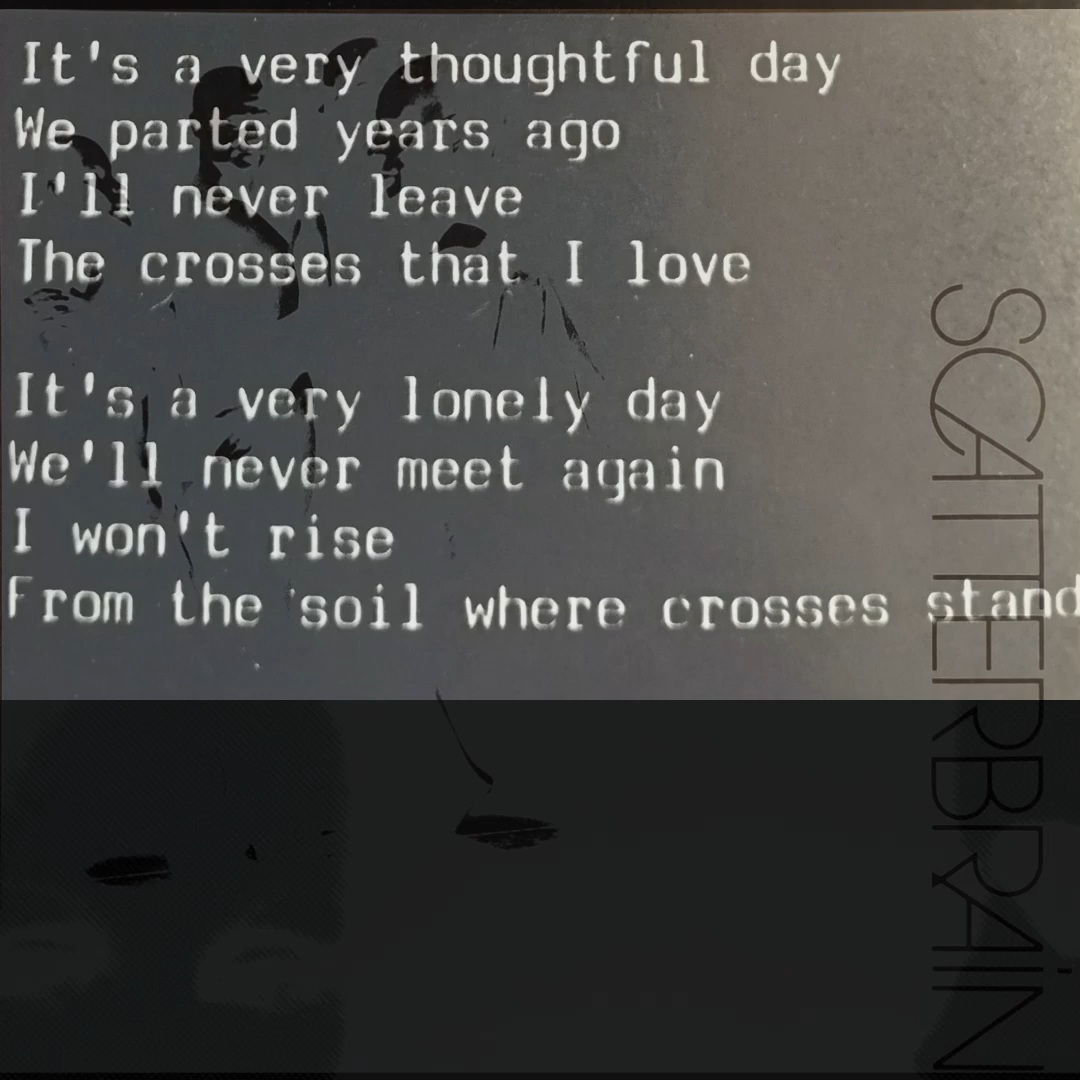 It's a very thoughtful day
We parted years ago
I'll never leave
The crosses that I love
It's a very lonely day
We'll never meet again
I won't rise
From the soil where crosses stand
SCATTERBRAiN